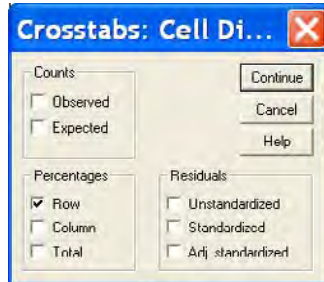 Crosstabs: Cell Di...
Counts
Observed
Expected
Continue
Cancel
Help
Percentages
Row
Column
Total
Residuals
Unstandardized
Standardized
Adj. standardized